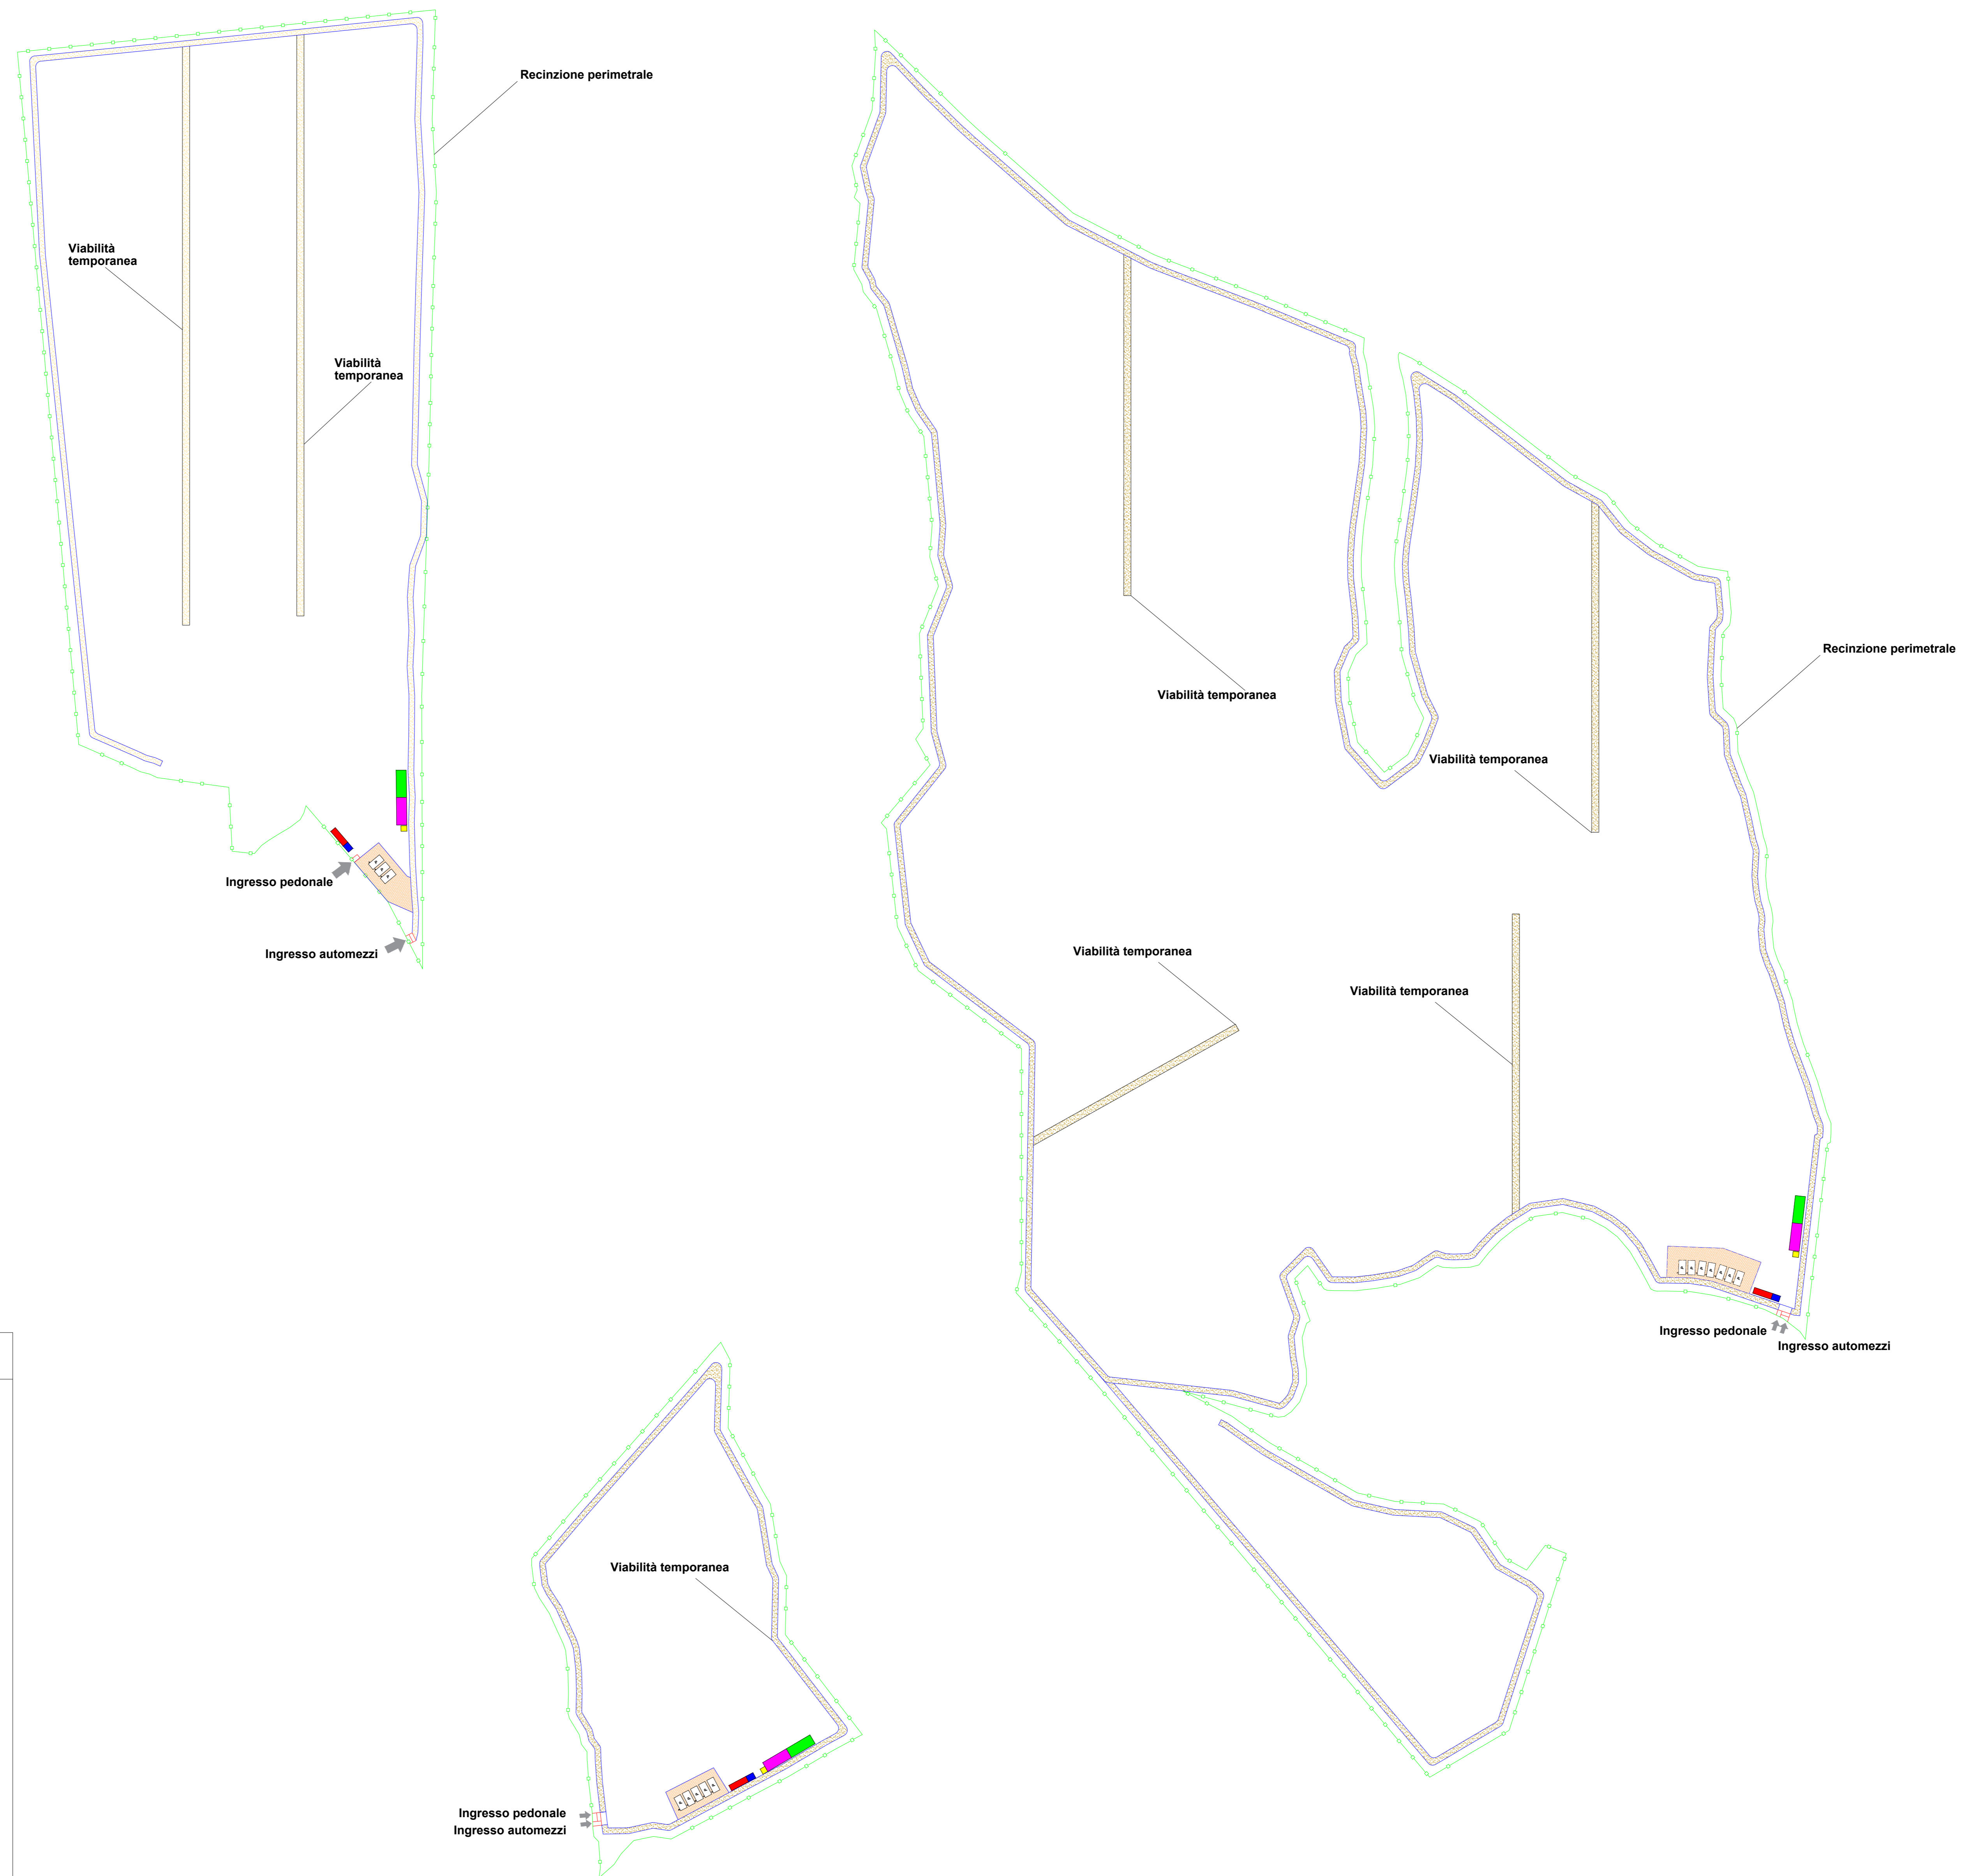 Recinzione perimetrale
Viabilità
temporanea
Viabilità
temporanea
Ingresso pedonale
Ingresso automezzi
Viabilità temporanea
Recinzione perimetrale
Viabilità temporanea
Viabilità temporanea
Viabilità temporanea
Ingresso pedonale
Ingresso automezzi
Viabilità temporanea
Ingresso pedonale
Ingresso automezzi